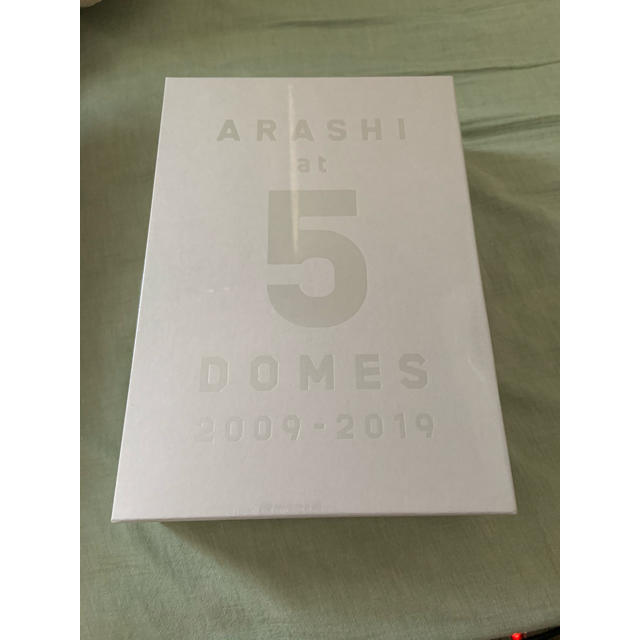 ARASHI
at
5
DOMES
2009-2019